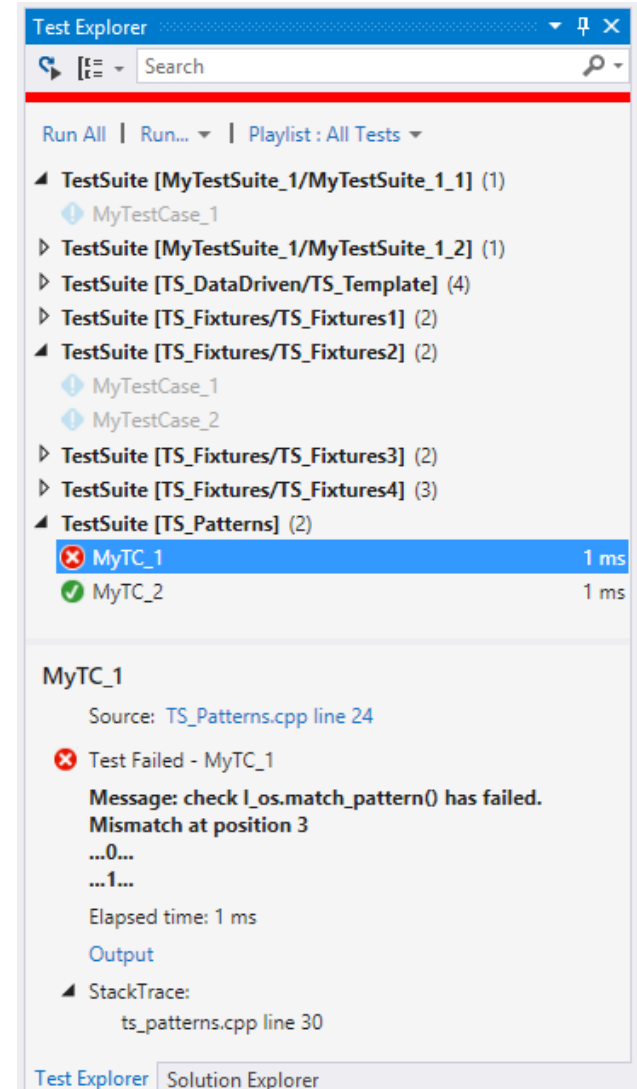 Test Explorer
Search
Run All | Run... | Playlist : All Tests
TestSuite [MyTestSuite_1/MyTestSuite_1_1] (1)
MyTestCase_1
TestSuite [MyTestSuite_1/MyTestSuite_1_2] (1)
TestSuite [TS_DataDriven/TS_Template] (4)
TestSuite [TS_Fixtures/TS_Fixtures1] (2)
TestSuite [TS_Fixtures/TS_Fixtures2] (2)
MyTestCase_1
MyTestCase_2
TestSuite [TS_Fixtures/TS_Fixtures3] (2)
TestSuite [TS_Fixtures/TS_Fixtures4] (3)
TestSuite [TS_Patterns] (2)
MyTC_1 1 ms
MyTC_2 1 ms
MyTC_1
Source: TS_Patterns.cpp line 24
Test Failed - MyTC_1
Message: check l_os.match_pattern() has failed.
Mismatch at position 3
...0...
...1...
Elapsed time: 1 ms
Output
StackTrace:
ts_patterns.cpp line 30
Test Explorer Solution Explorer